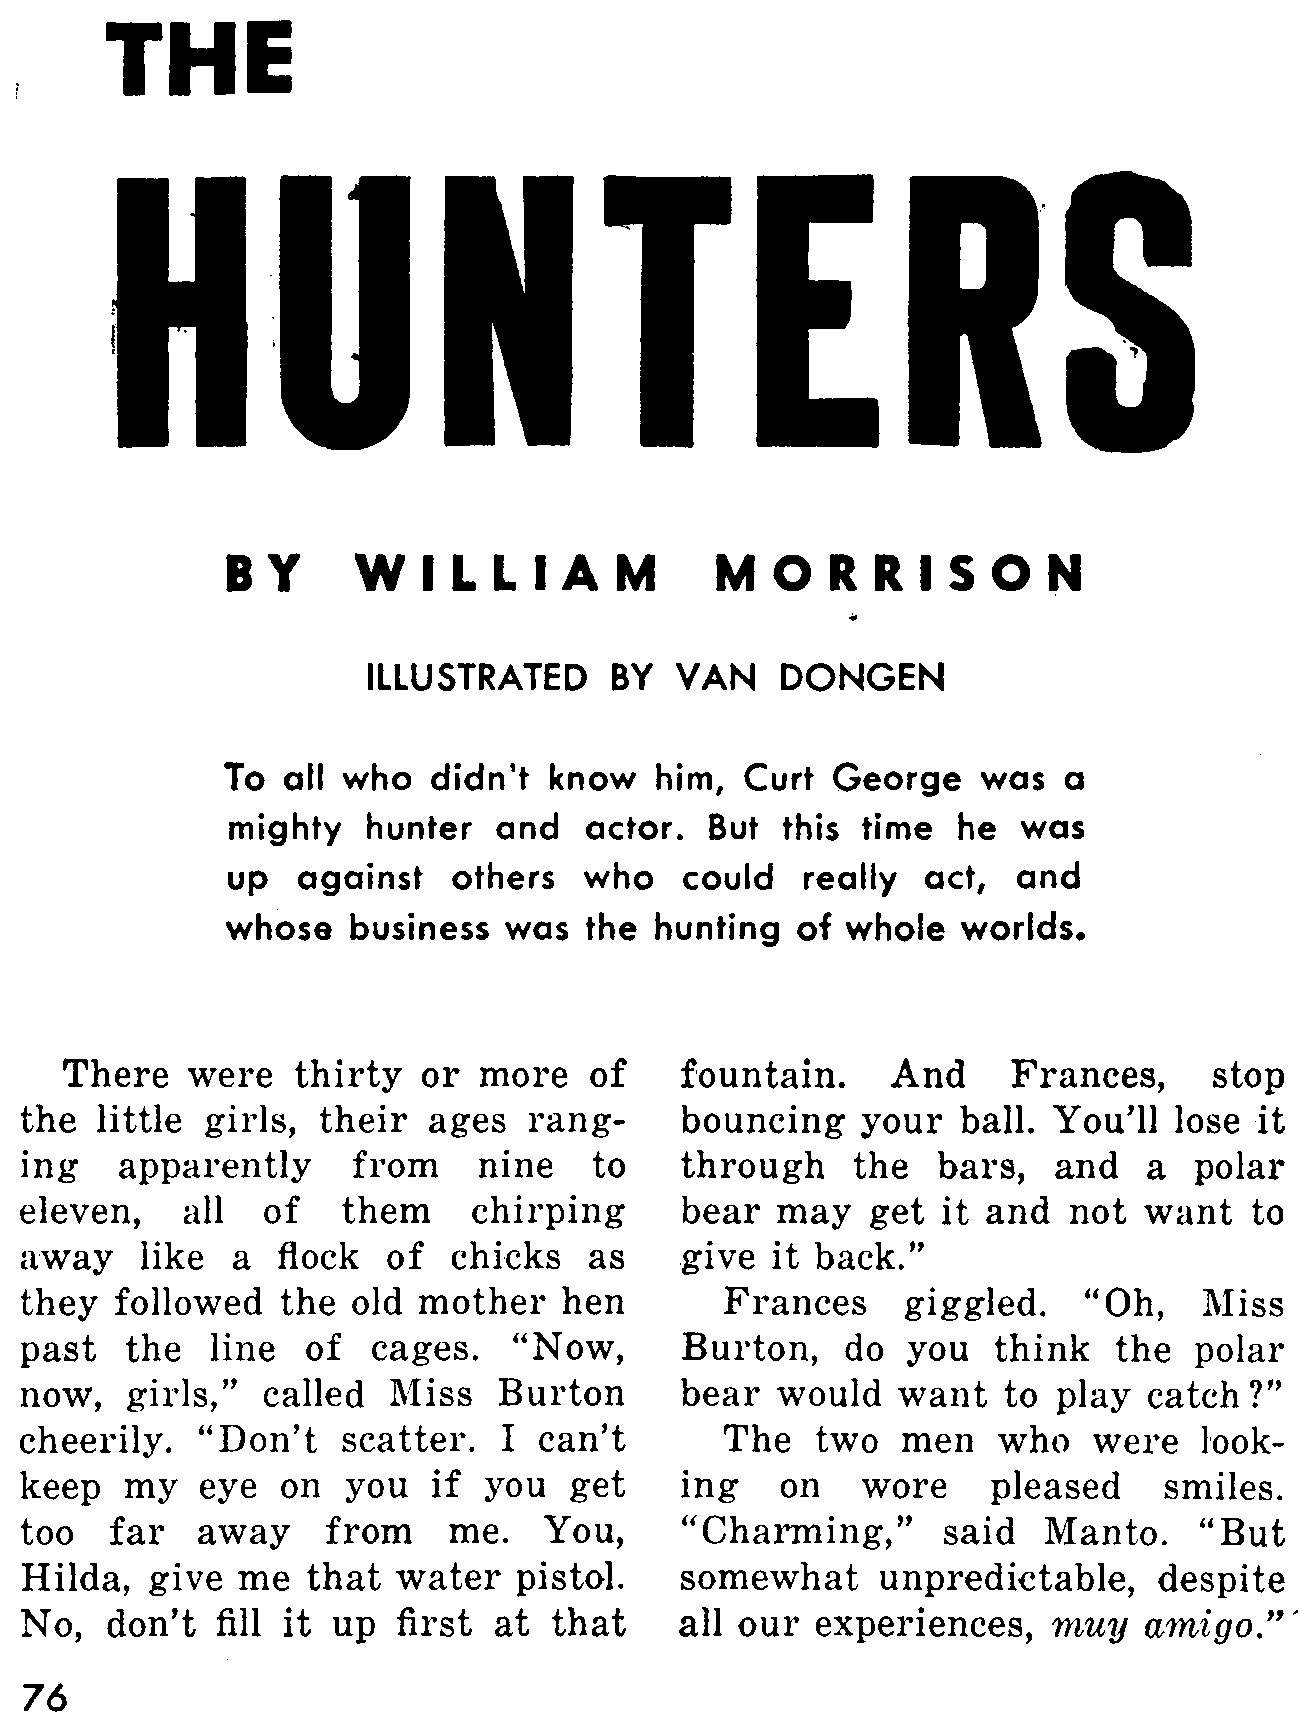 THE
HUNTERS
BY WILLIAM MORRISON
ILLUSTRATED BY VAN DONGEN
To all who didn't know him, Curt George was a
mighty hunter and actor. But this time he was
up against others who could really act, and
whose business was the hunting of whole worlds.
There were thirty or more of
the little girls, their ages rang-
ing apparently from nine to
eleven, all of them chirping
away like a flock of chicks as
they followed the old mother hen
past the line of cages. “Now,
now, girls,” called Miss Burton
cheerily. “Don't scatter. I can't
keep my eye on you if you get
too far away from me. You,
Hilda, give me that water pistol.
No, don't fill it up first at that
fountain. And Frances, stop
bouncing your ball. You'll lose it
through the bars, and a polar
bear may get it and not want to
give it back.”
Frances giggled. “Oh, Miss
Burton, do you think the polar
bear would want to play catch?”
The two men who were look-
ing on wore pleased smiles.
“Charming,” said Manto. “But
somewhat unpredictable, despite
all our experiences, muy amigo.”
76